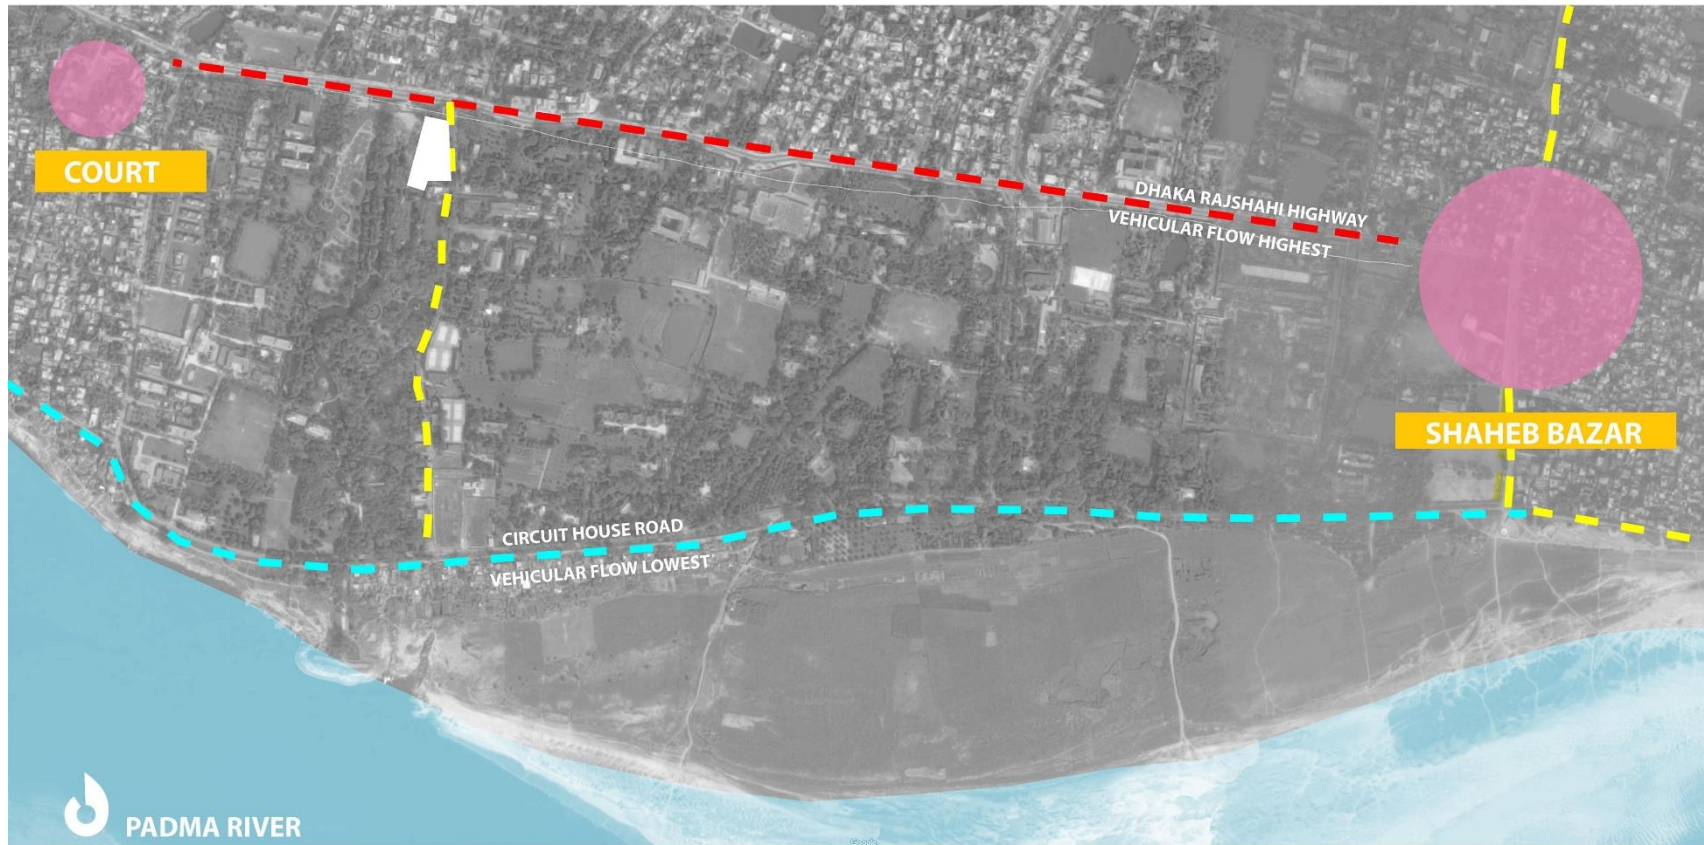 COURT
DHAKA RAJSHAHI HIGHWAY
VEHICULAR FLOW HIGHEST
SHAHEB BAZAR
CIRCUIT HOUSE ROAD
VEHICULAR FLOW LOWEST
PADMA RIVER